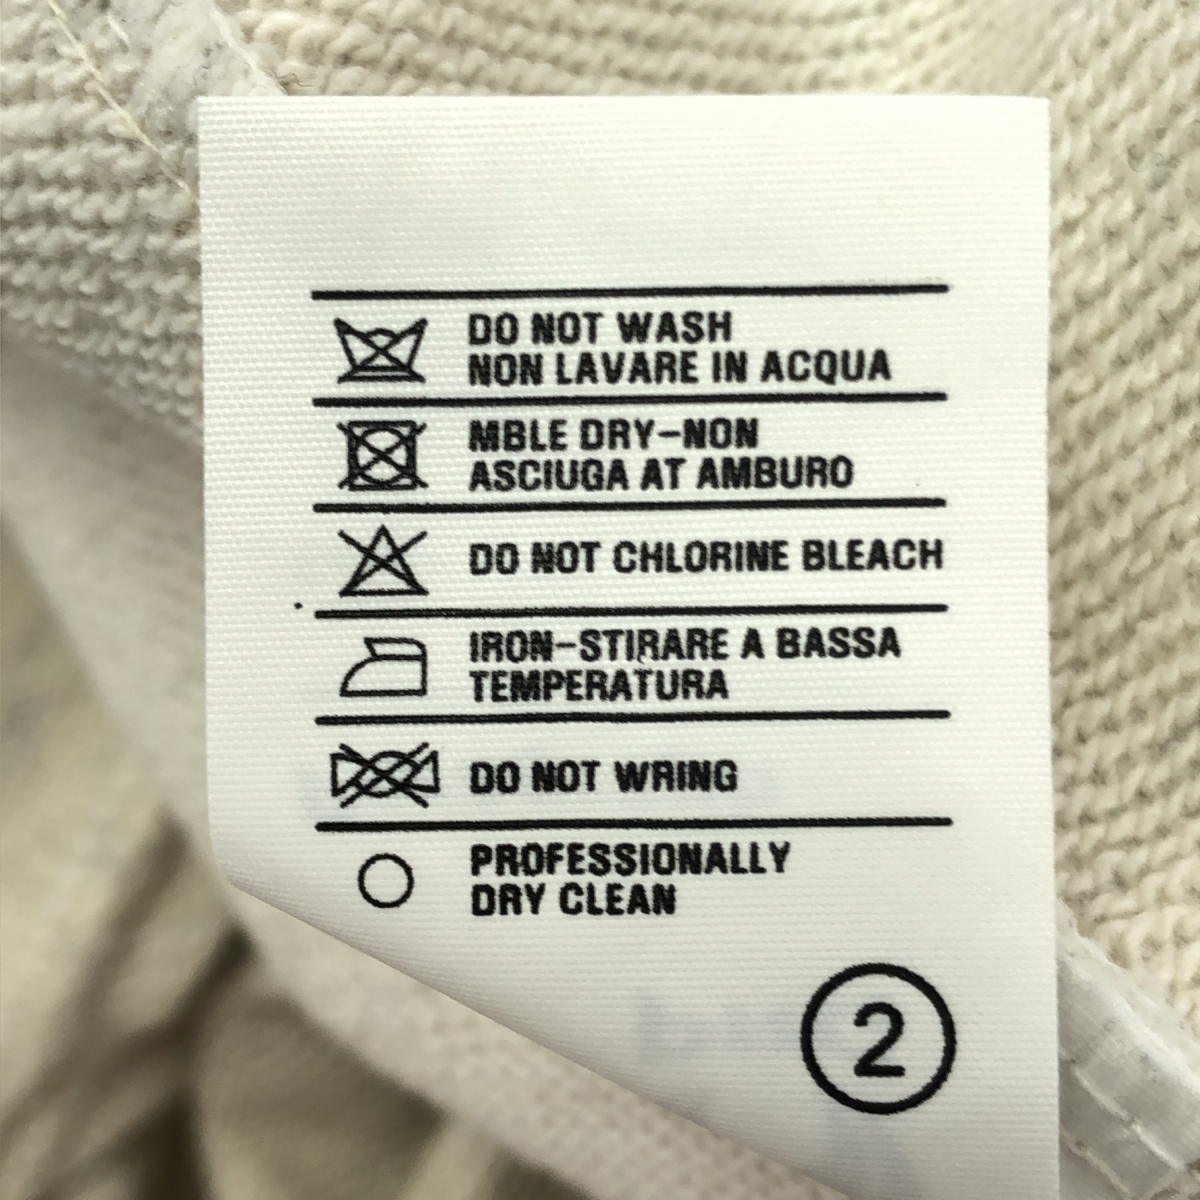 DO NOT WASH
NON LAVARE IN ACQUA
MBLE DRY-NON
ASCIUGA AT AMBURO
DO NOT CHLORINE BLEACH
IRON-STIRARE A BASSA
TEMPERATURA
DO NOT WRING
PROFESSIONALLY
DRY CLEAN
2